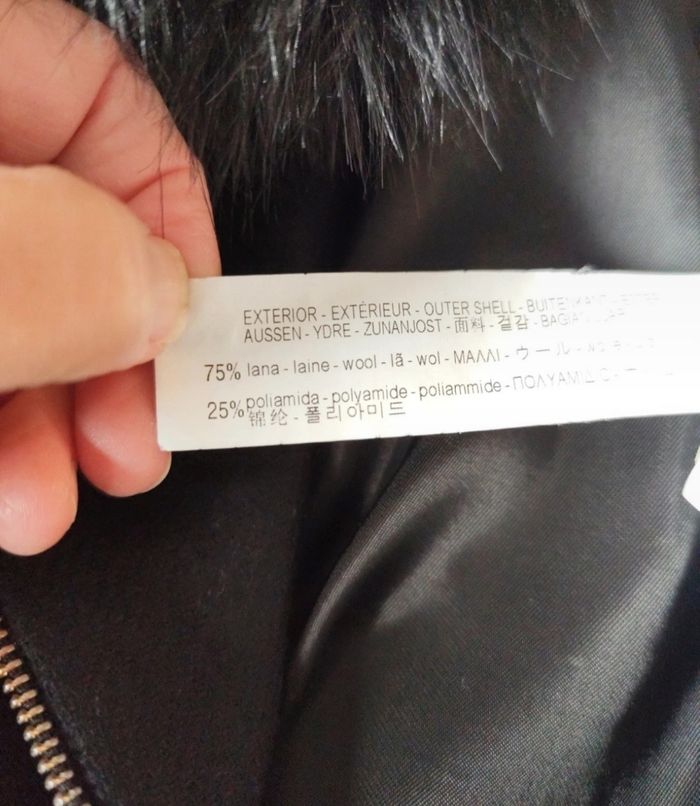 EXTERIOR - EXTÉRIEUR - OUTER SHELL - BUITENKANT
AUSSEN - YDRE - ZUNANJOST - 面料 - 겉감 -
75% lana - laine - wool - lã - wol - ΜΑΛΛΙ - ウール -
25% poliamida - polyamide - poliammide -
锦纶 - 폴리아미드